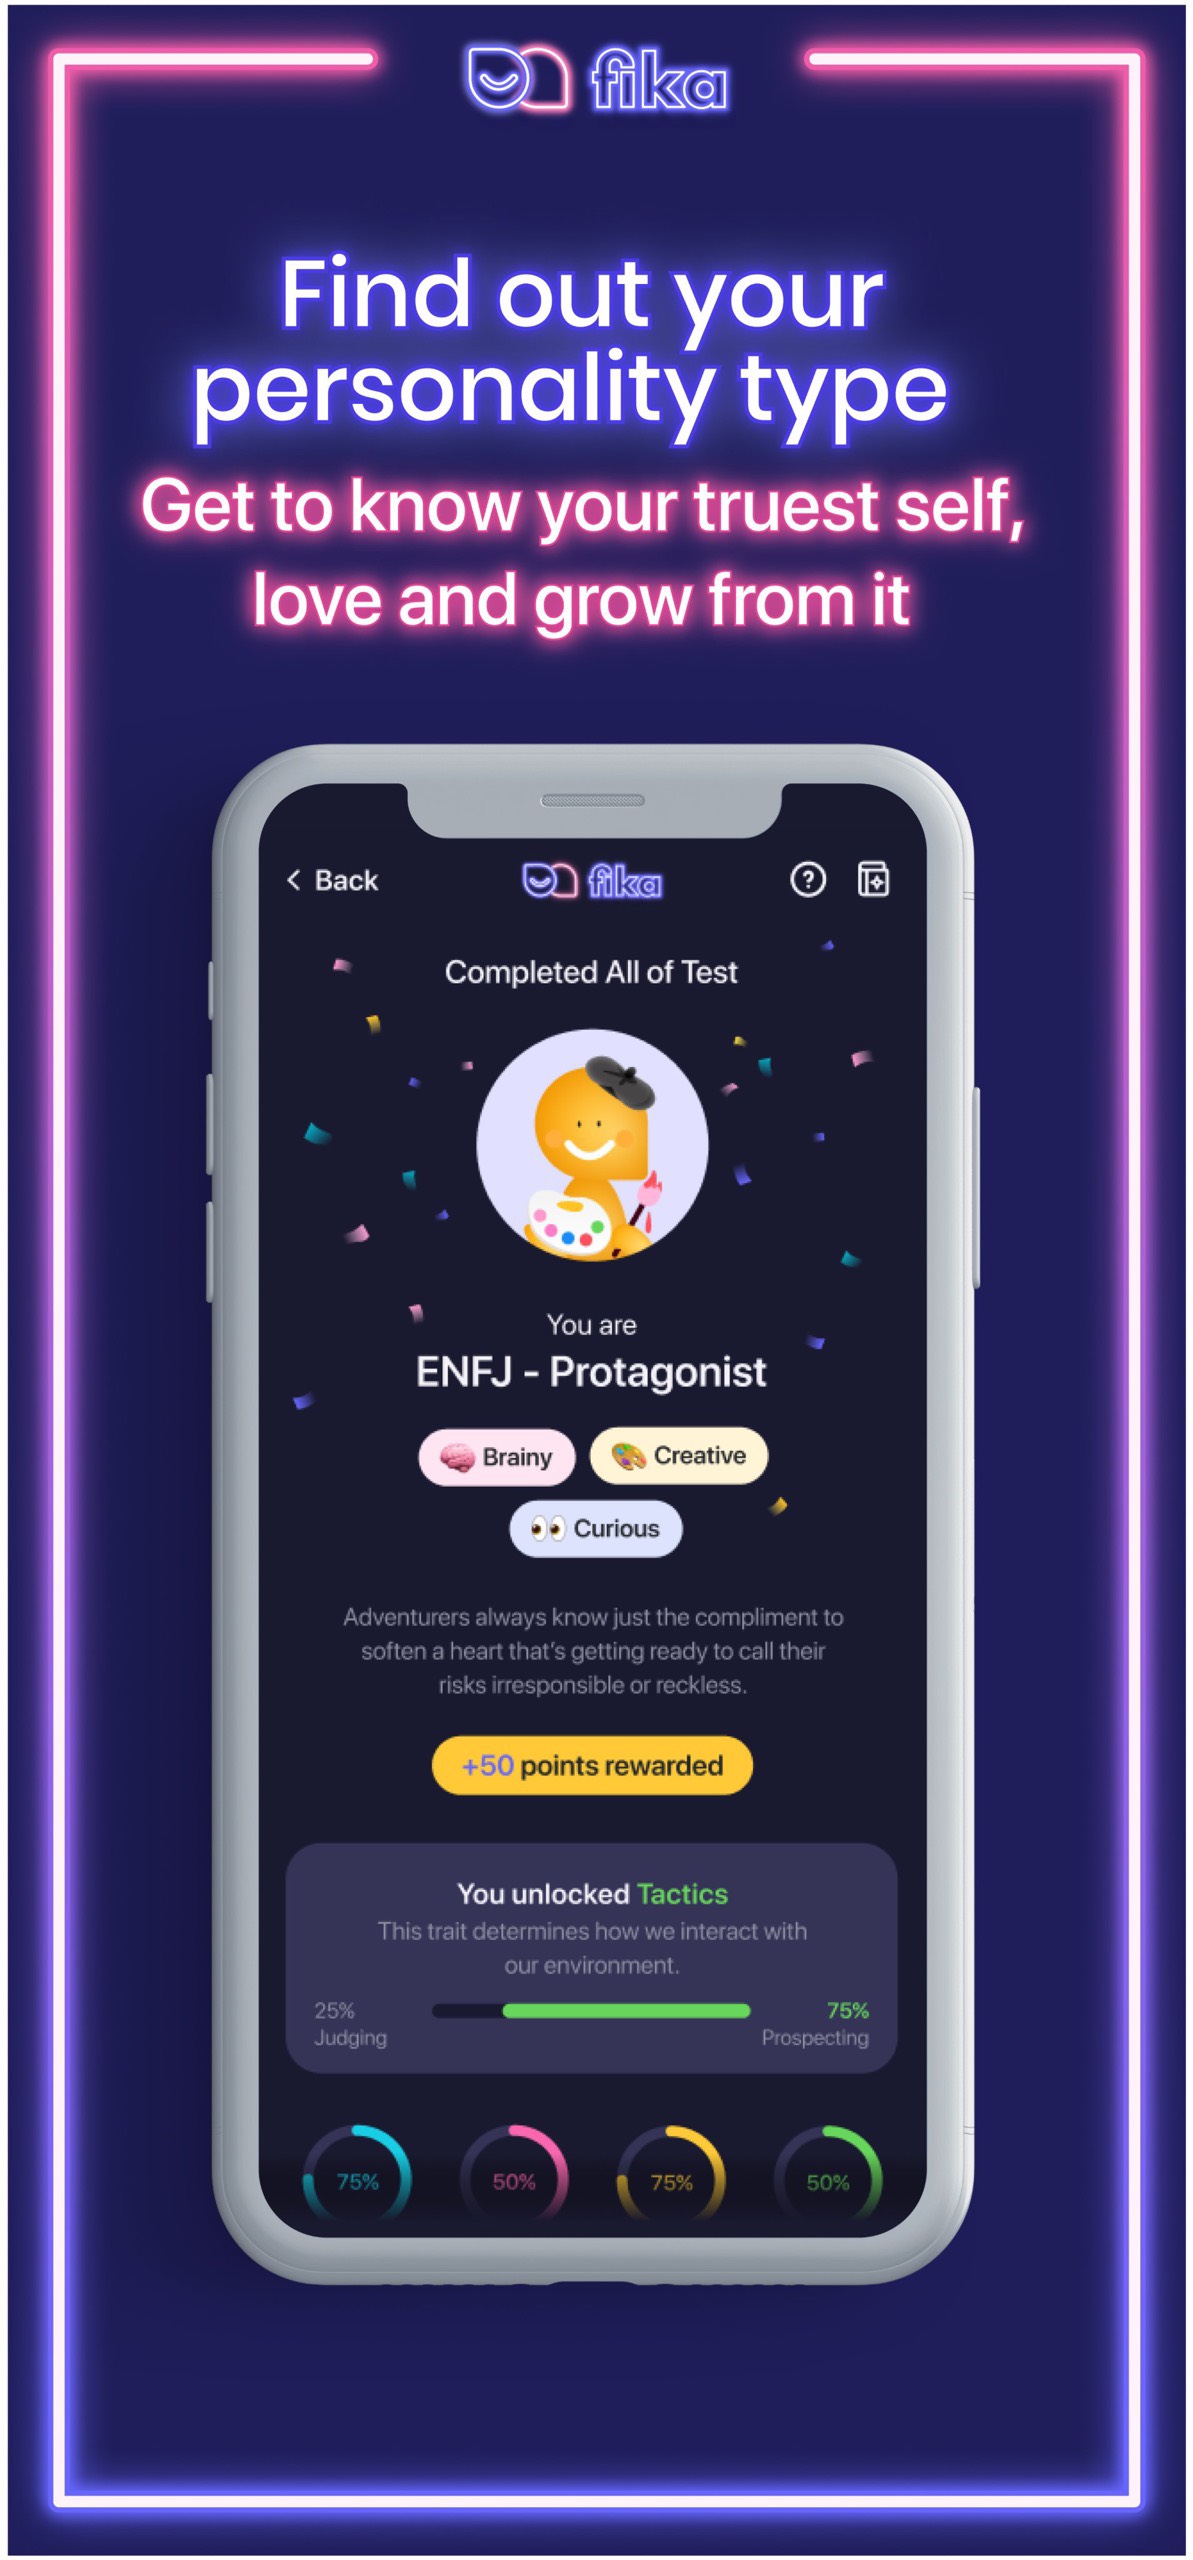 fika
Find out your
personality type
Get to know your truest self,
love and grow from it
Back
fika
Completed All of Test
You are
ENFJ - Protagonist
Brainy
Creative
Curious
Adventurers always know just the compliment to
soften a heart that's getting ready to call their
risks irresponsible or reckless.
+50 points rewarded
You unlocked Tactics
This trait determines how we interact with
our environment.
25%
75%
Judging
Prospecting
75%
50%
75%
50%